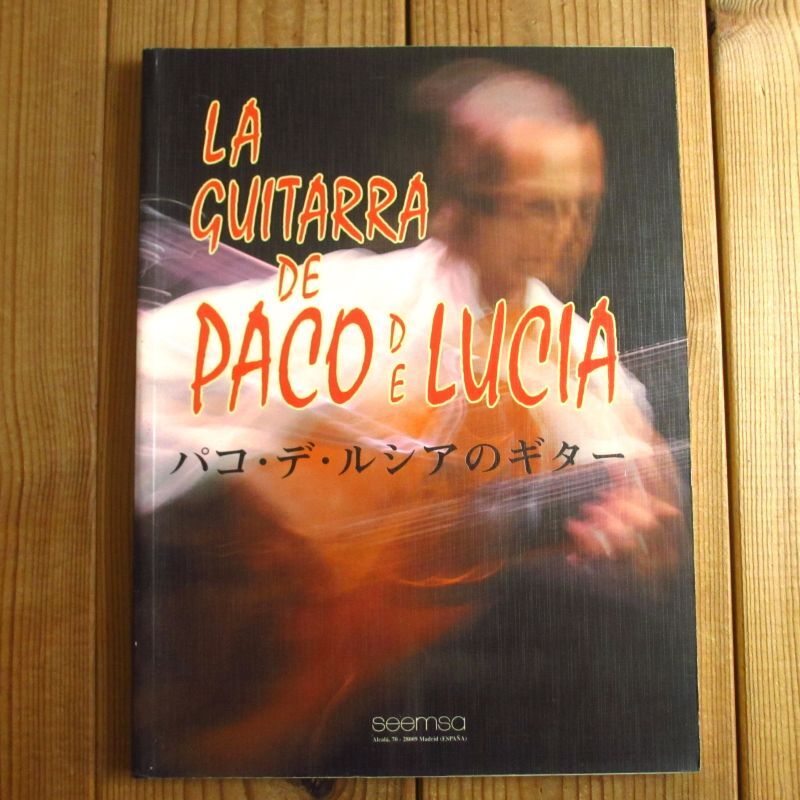 LA
GUITARRA
DE
PACO DE LUCIA
パコ・デ・ルシアのギター
seemsa
Alcalá, 70 - 28009 Madrid (ESPAÑA)